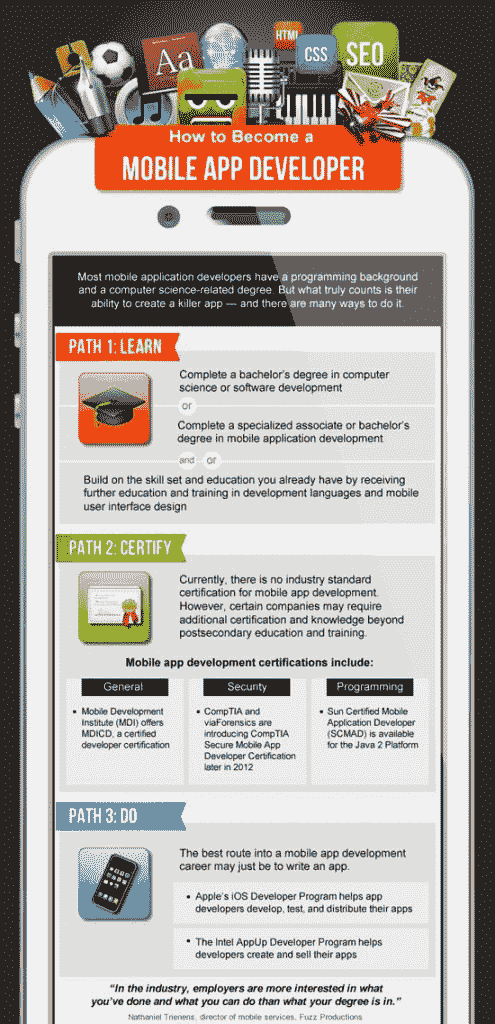 HTML
CSS
SEO
Aa
How to Become a
MOBILE APP DEVELOPER
Most mobile application developers have a programming background
and a computer science-related degree. But what truly counts is their
ability to create a killer app — and there are many ways to do it.
PATH 1: LEARN
Complete a bachelor's degree in computer
science or software development
or
Complete a specialized associate or bachelor's
degree in mobile application development
and or
Build on the skill set and education you already have by receiving
further education and training in development languages and mobile
user interface design
PATH 2: CERTIFY
Currently, there is no industry standard
certification for mobile app development.
However, certain companies may require
additional certification and knowledge beyond
postsecondary education and training.
Mobile app development certifications include:
General
• Mobile Development
Institute (MDI) offers
MDICD, a certified
developer certification
Security
• CompTIA and
viaForensics are
introducing CompTIA
Secure Mobile App
Developer Certification
later in 2012
Programming
• Sun Certified Mobile
Application Developer
(SCMAD) is available
for the Java 2 Platform
PATH 3: DO
The best route into a mobile app development
career may just be to write an app.
• Apple's iOS Developer Program helps app
developers develop, test, and distribute their apps
• The Intel AppUp Developer Program helps
developers create and sell their apps
"In the industry, employers are more interested in what
you've done and what you can do than what your degree is in."
Nathaniel Trienens, director of mobile services, Fuzz Productions